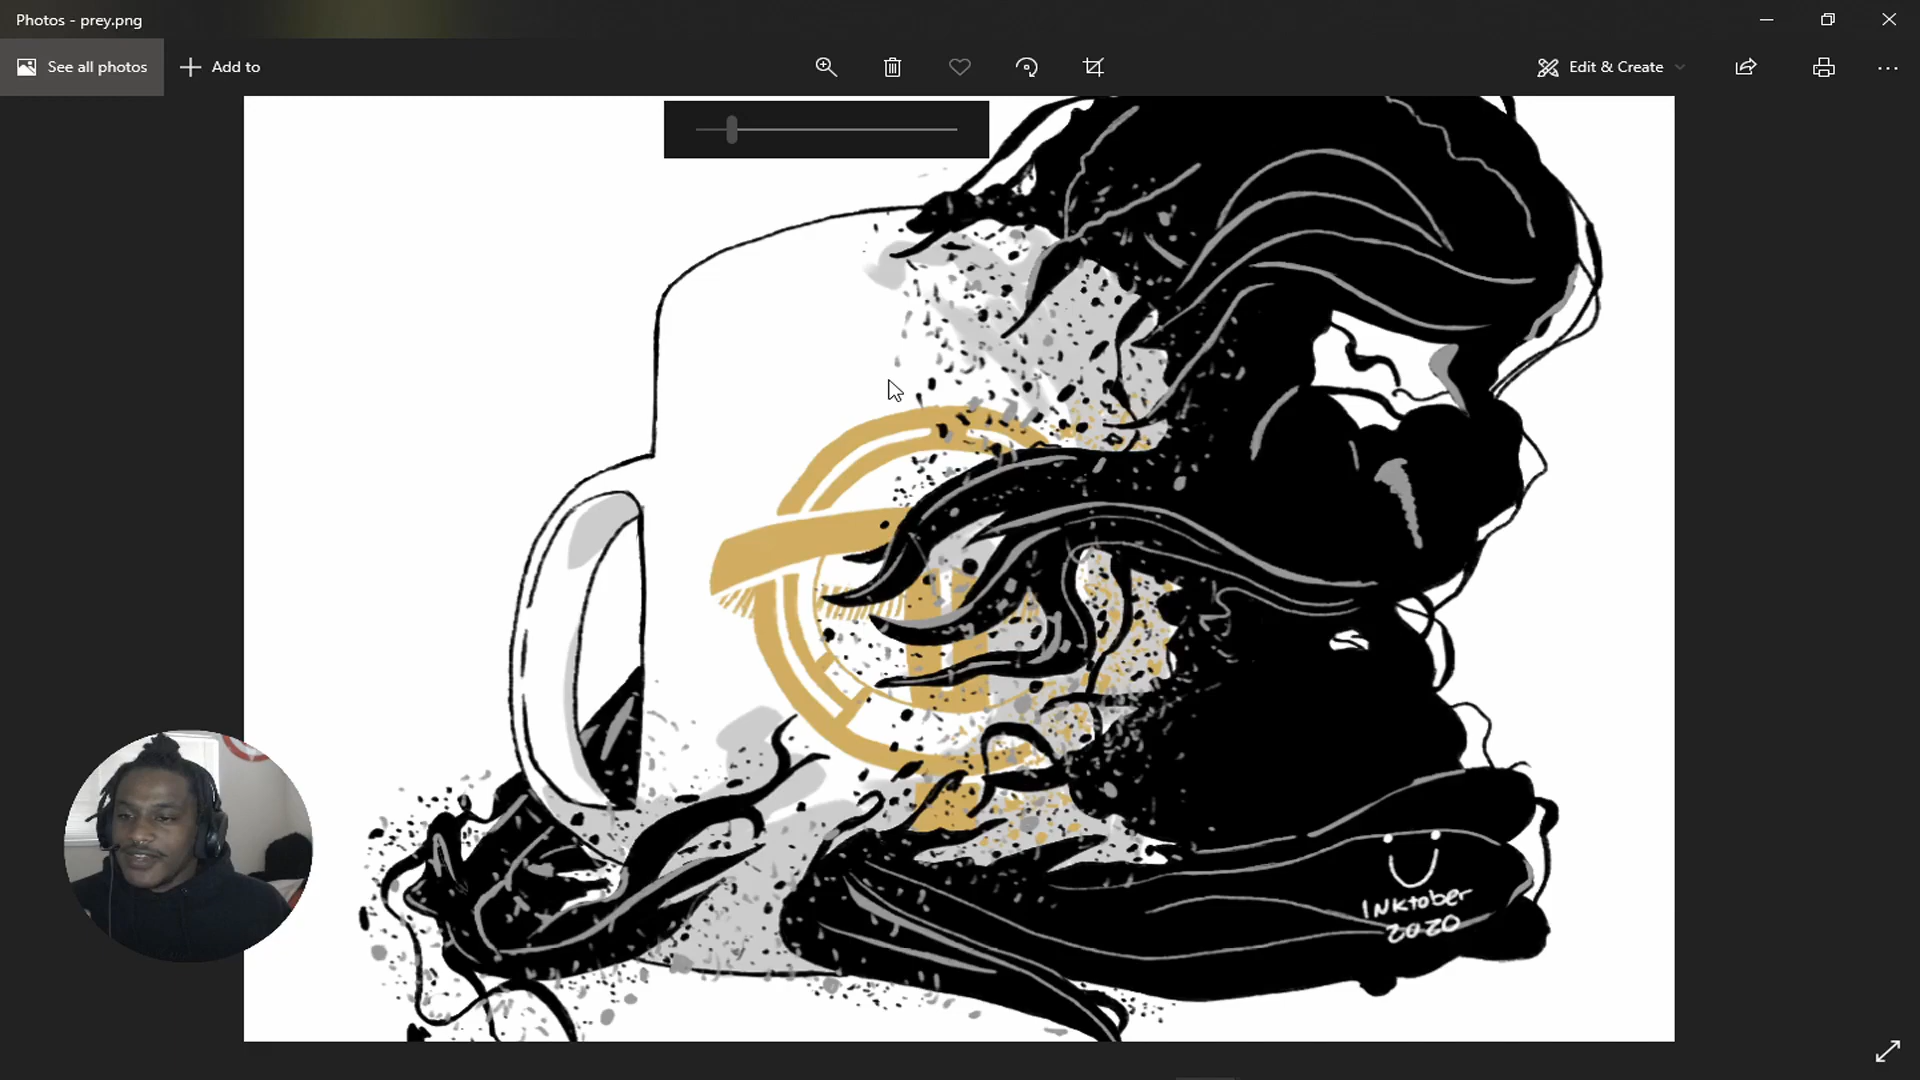 Photos - prey.png
See all photos
Add to
Edit & Create
INKtober
2020